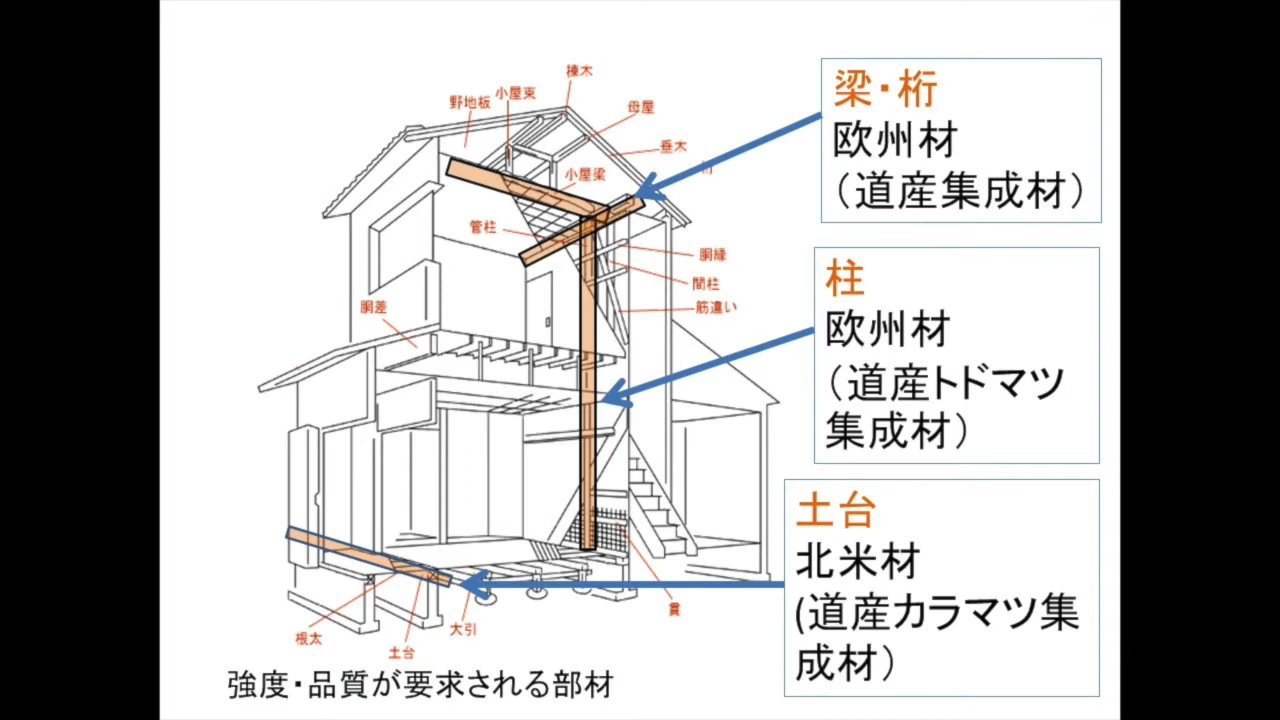 棟木
小屋束
野地板
母屋
垂木
小屋梁
管柱
胴縁
間柱
筋違い
胴差
貫
根太
大引
土台
強度・品質が要求される部材
梁・桁
欧州材
（道産集成材）
柱
欧州材
（道産トドマツ
集成材）
土台
北米材
(道産カラマツ集
成材）